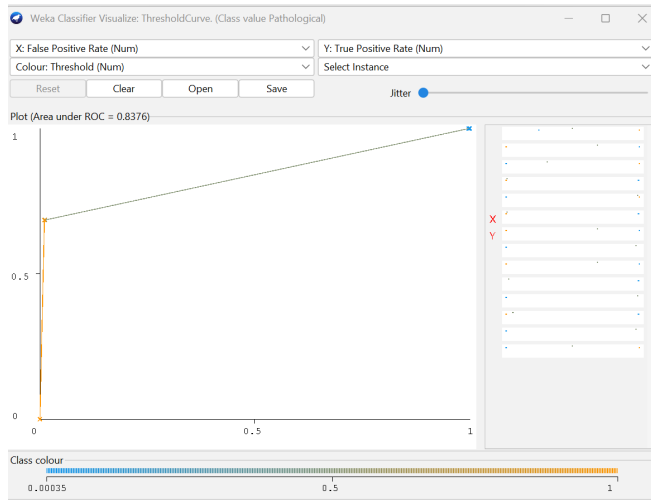 Weka Classifier Visualize: ThresholdCurve. (Class value Pathological)
X: False Positive Rate (Num) Y: True Positive Rate (Num)
Colour: Threshold (Num) Select Instance
Reset Clear Open Save Jitter
Plot (Area under ROC = 0.8376)
1
X
Y
0.5
0
0 0.5 1
Class colour
0.00035 0.5 1